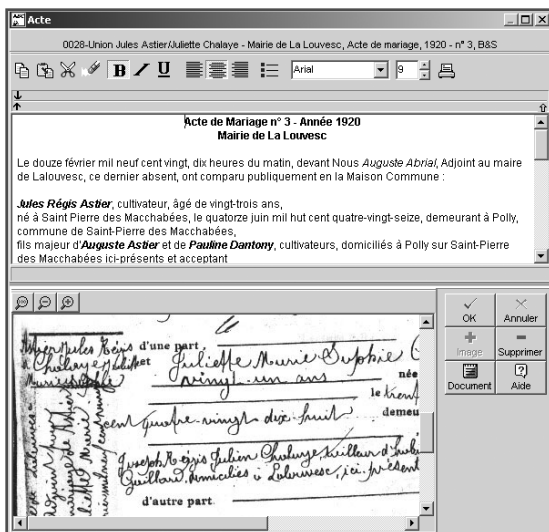 Acte
0028-Union Jules Astier/Juliette Chalaye - Mairie de La Louvesc, Acte de mariage, 1920 - n° 3, B&S
B I U Arial 9
Acte de Mariage n° 3 - Année 1920
Mairie de La Louvesc
Le douze février mil neuf cent vingt, dix heures du matin, devant Nous Auguste Abrial, Adjoint au maire
de Lalouvesc, ce dernier absent, ont comparu publiquement en la Maison Commune :
Jules Régis Astier, cultivateur, âgé de vingt-trois ans,
né à Saint Pierre des Macchabées, le quatorze juin mil hut cent quatre-vingt-seize, demeurant à Polly,
commune de Saint-Pierre des Macchabées,
fils majeur d'Auguste Astier et de Pauline Dantony, cultivateurs, domiciliés à Polly sur Saint-Pierre
des Macchabées ici-présents et acceptant
OK Annuler
Image Supprimer
Document Aide
d'une part,
et Juliette Marie Sophie
vingt un ans née
le trent
cent quatre vingt dix huit demeu
Joseph Régis Julien Chalaye tailleur d'
Guillard, domiciliés à Lalouvesc, ici présent
d'autre part